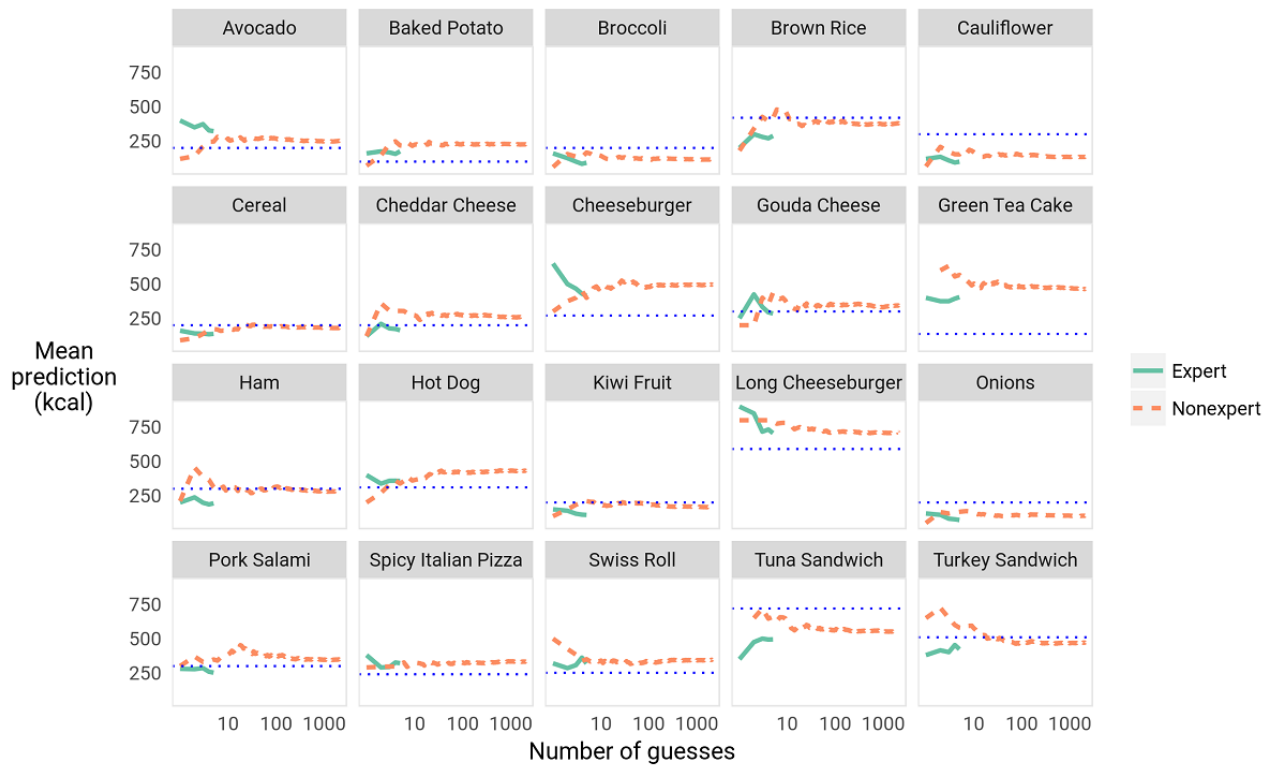 Avocado Baked Potato Broccoli Brown Rice Cauliflower
750
500
250
Cereal Cheddar Cheese Cheeseburger Gouda Cheese Green Tea Cake
750
500
250
Mean
prediction
(kcal)
Ham Hot Dog Kiwi Fruit Long Cheeseburger Onions
750
500
250
Expert
Nonexpert
Pork Salami Spicy Italian Pizza Swiss Roll Tuna Sandwich Turkey Sandwich
750
500
250
10 100 1000 10 100 1000 10 100 1000 10 100 1000 10 100 1000
Number of guesses